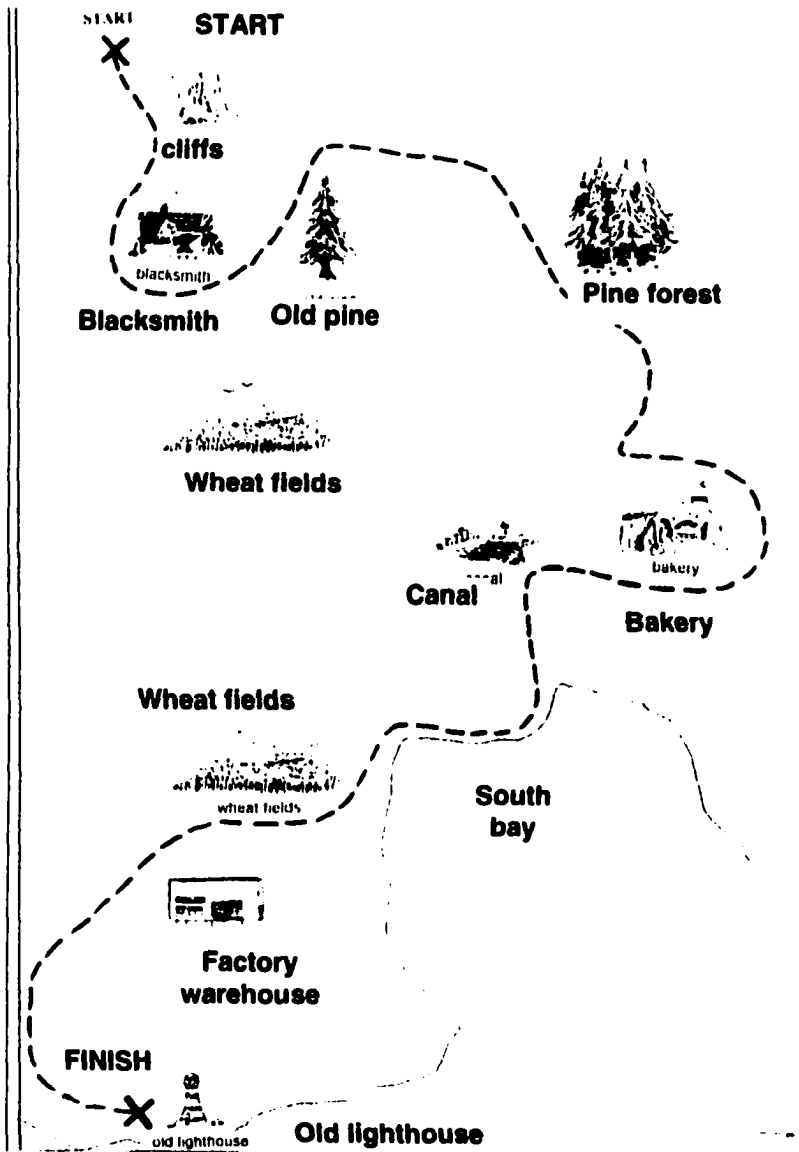 START
START
cliffs
blacksmith
Blacksmith
Old pine
Pine forest
Wheat fields
bakery
Canal
Bakery
Wheat fields
wheat fields
South
bay
Factory
warehouse
FINISH
old lighthouse
Old lighthouse